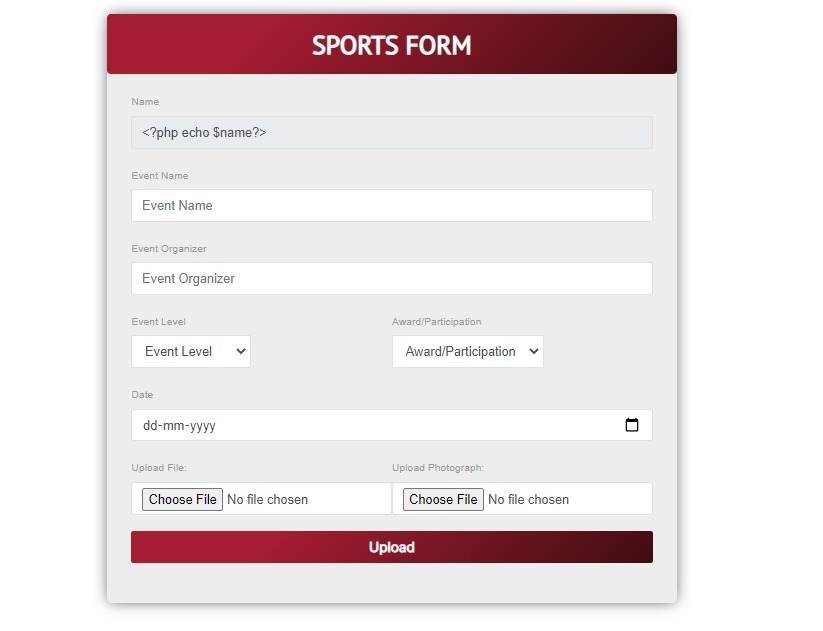 SPORTS FORM
Name
<?php echo $name?>
Event Name
Event Name
Event Organizer
Event Organizer
Event Level Award/Participation
Event Level Award/Participation
Date
dd-mm-yyyy
Upload File: Upload Photograph:
Choose File No file chosen Choose File No file chosen
Upload